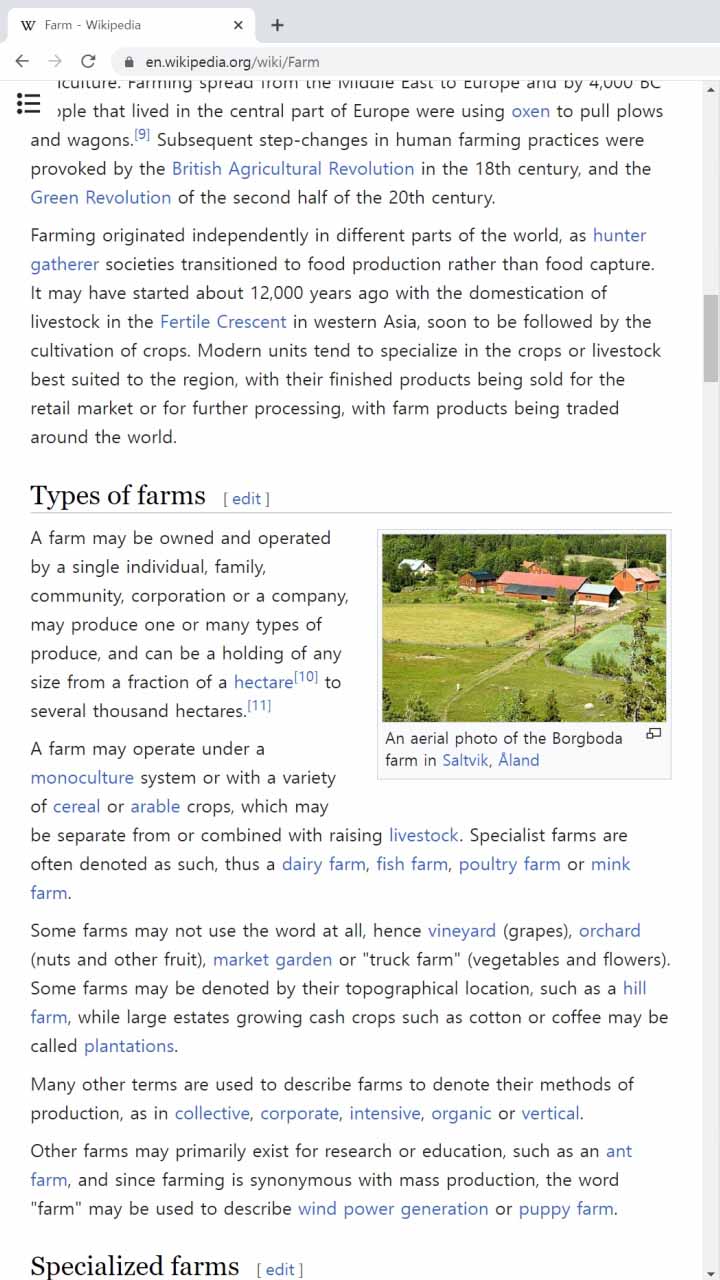 W Farm - Wikipedia
en.wikipedia.org/wiki/Farm
iculture. Farming spread from the Middle East to Europe and by 4,000 BC
ople that lived in the central part of Europe were using oxen to pull plows
and wagons.[9] Subsequent step-changes in human farming practices were
provoked by the British Agricultural Revolution in the 18th century, and the
Green Revolution of the second half of the 20th century.
Farming originated independently in different parts of the world, as hunter
gatherer societies transitioned to food production rather than food capture.
It may have started about 12,000 years ago with the domestication of
livestock in the Fertile Crescent in western Asia, soon to be followed by the
cultivation of crops. Modern units tend to specialize in the crops or livestock
best suited to the region, with their finished products being sold for the
retail market or for further processing, with farm products being traded
around the world.
Types of farms [ edit ]
A farm may be owned and operated
by a single individual, family,
community, corporation or a company,
may produce one or many types of
produce, and can be a holding of any
size from a fraction of a hectare[10] to
several thousand hectares.[11]
An aerial photo of the Borgboda
farm in Saltvik, Åland
A farm may operate under a
monoculture system or with a variety
of cereal or arable crops, which may
be separate from or combined with raising livestock. Specialist farms are
often denoted as such, thus a dairy farm, fish farm, poultry farm or mink
farm.
Some farms may not use the word at all, hence vineyard (grapes), orchard
(nuts and other fruit), market garden or "truck farm" (vegetables and flowers).
Some farms may be denoted by their topographical location, such as a hill
farm, while large estates growing cash crops such as cotton or coffee may be
called plantations.
Many other terms are used to describe farms to denote their methods of
production, as in collective, corporate, intensive, organic or vertical.
Other farms may primarily exist for research or education, such as an ant
farm, and since farming is synonymous with mass production, the word
"farm" may be used to describe wind power generation or puppy farm.
Specialized farms [ edit ]